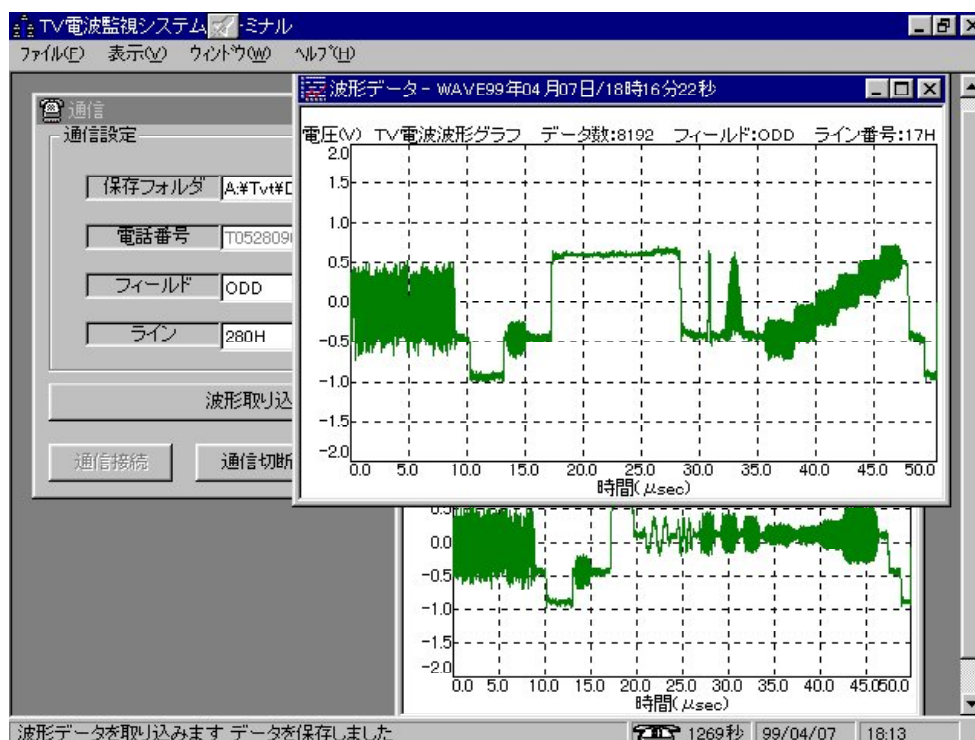 TV電波監視システム ーミナル
ファイル(F) 表示(V) ウィンドウ(W) ヘルプ(H)
通信
通信設定
保存フォルダ A:¥Tvt¥D
電話番号 T052809
フィールド ODD
ライン 280H
波形取り込
通信接続 通信切断
波形データ - WAVE99年04月07日/18時16分22秒
電圧(V) TV電波波形グラフ データ数:8192 フィールド:ODD ライン番号:17H
2.0
1.5
1.0
0.5
0.0
-0.5
-1.0
-1.5
-2.0
0.0 5.0 10.0 15.0 20.0 25.0 30.0 35.0 40.0 45.0 50.0
時間(μsec)
0.5
0.0
-0.5
-1.0
-1.5
-2.0
0.0 5.0 10.0 15.0 20.0 25.0 30.0 35.0 40.0 45.0 50.0
時間(μsec)
波形データを取り込みます データを保存しました 1269秒 99/04/07 18:13